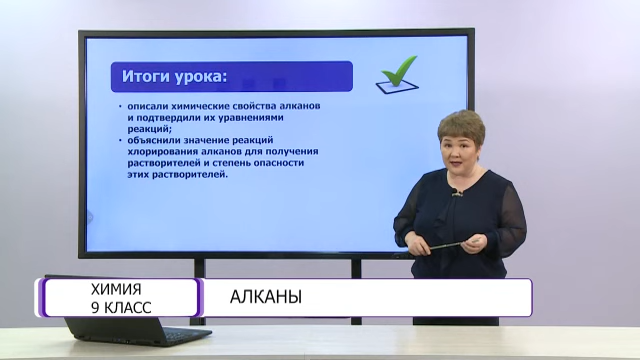 Итоги урока:
• описали химические свойства алканов
и подтвердили их уравнениями
реакций;
• объяснили значение реакций
хлорирования алканов для получения
растворителей и степень опасности
этих растворителей.
ХИМИЯ
9 КЛАСС
АЛКАНЫ